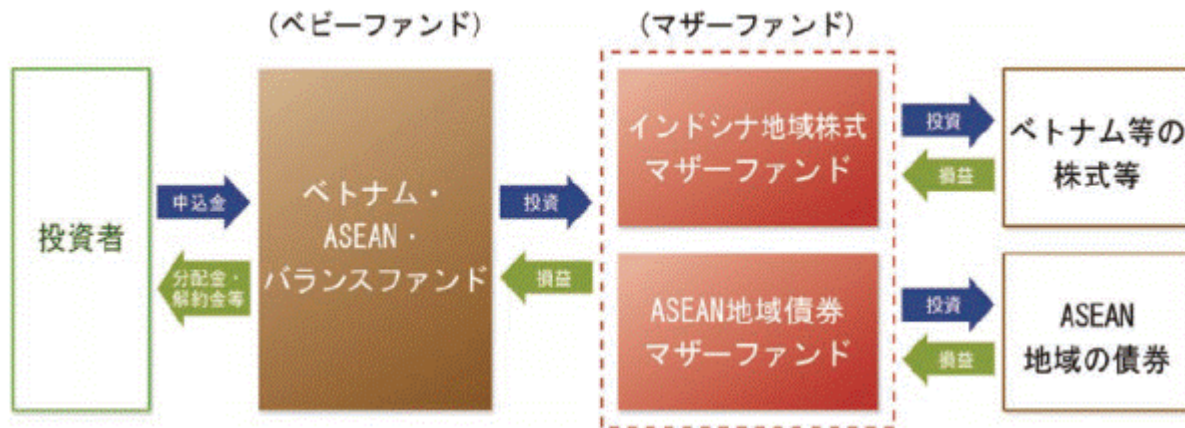 (ベビーファンド)
(マザーファンド)
投資者
申込金
分配金・
解約金等
ベトナム・
ASEAN・
バランスファンド
投資
損益
インドシナ地域株式
マザーファンド
投資
損益
ベトナム等の
株式等
ASEAN地域債券
マザーファンド
投資
損益
ASEAN
地域の債券